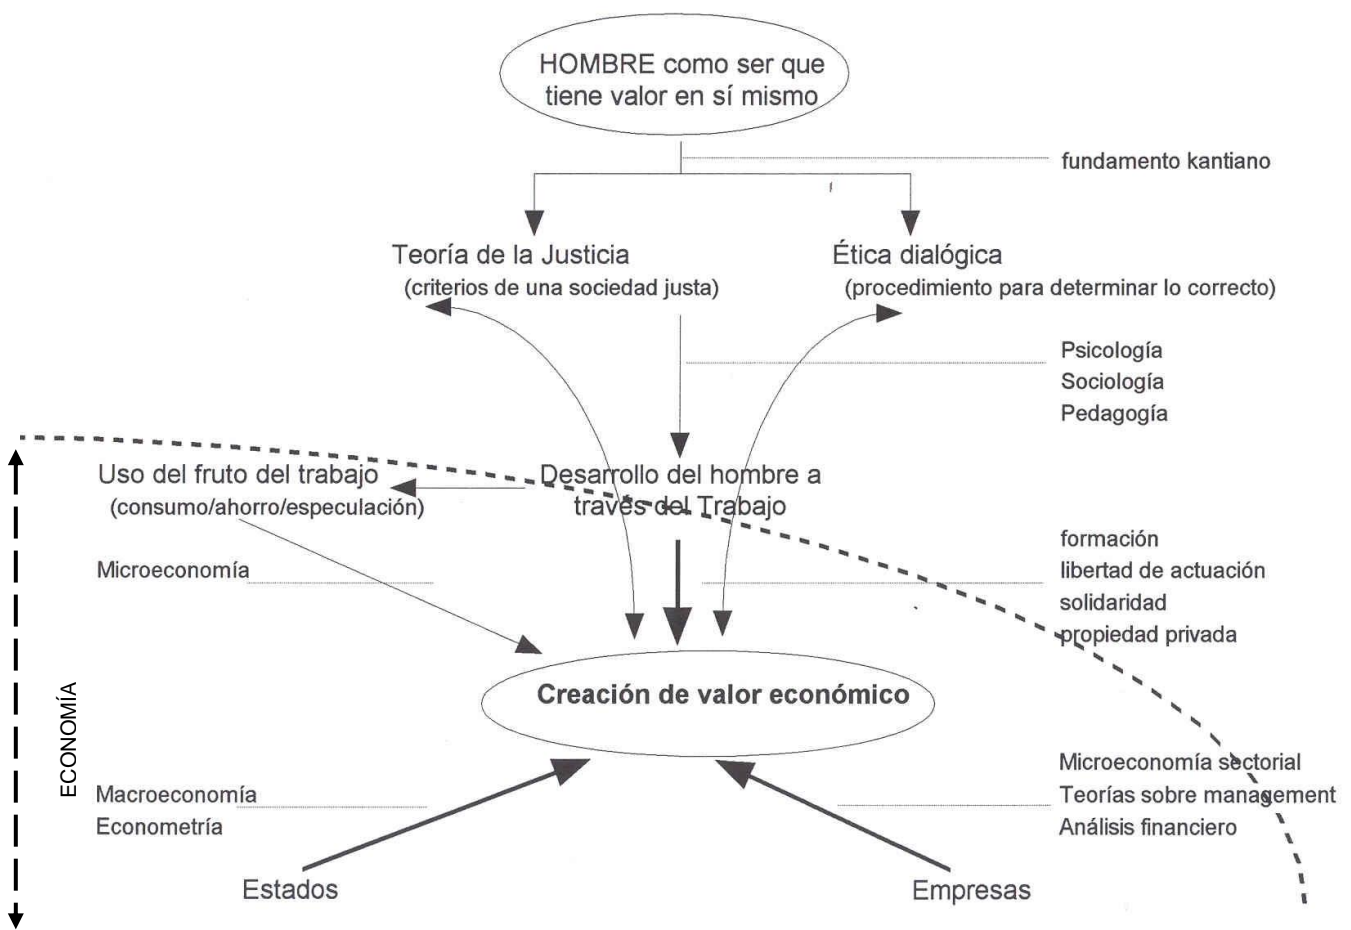 HOMBRE como ser que
tiene valor en sí mismo
fundamento kantiano
Teoría de la Justicia
(criterios de una sociedad justa)
Ética dialógica
(procedimiento para determinar lo correcto)
Psicología
Sociología
Pedagogía
Uso del fruto del trabajo
(consumo/ahorro/especulación)
Desarrollo del hombre a
través del Trabajo
Microeconomía
formación
libertad de actuación
solidaridad
propiedad privada
Creación de valor económico
ECONOMÍA
Macroeconomía
Econometría
Microeconomía sectorial
Teorías sobre management
Análisis financiero
Estados
Empresas